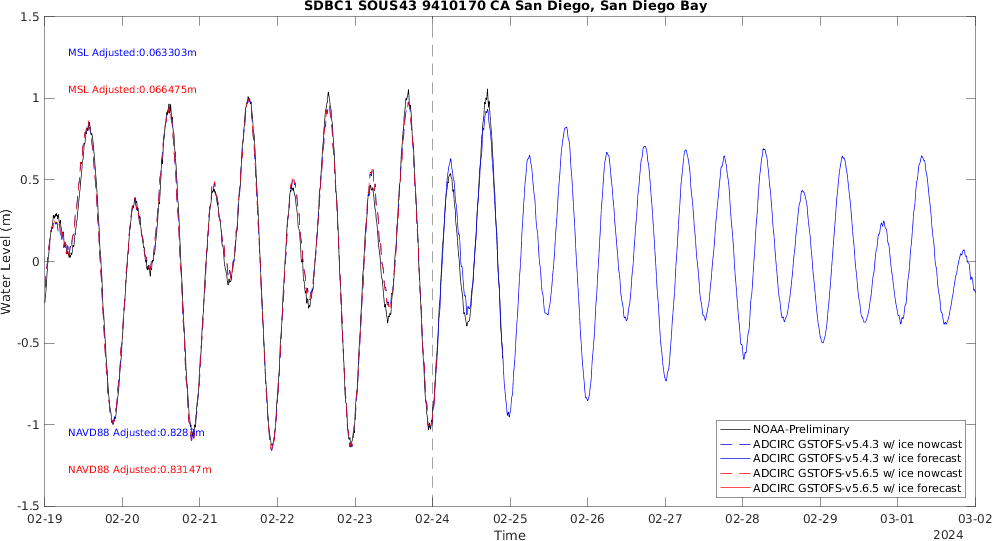 SDBC1 SOUS43 9410170 CA San Diego, San Diego Bay
1.5
MSL Adjusted:0.063303m
MSL Adjusted:0.066475m
1
0.5
Water Level (m)
0
-0.5
-1
NAVD88 Adjusted:0.828 m
NAVD88 Adjusted:0.83147m
-1.5
NOAA-Preliminary
ADCIRC GSTOFS-v5.4.3 w/ ice nowcast
ADCIRC GSTOFS-v5.4.3 w/ ice forecast
ADCIRC GSTOFS-v5.6.5 w/ ice nowcast
ADCIRC GSTOFS-v5.6.5 w/ ice forecast
02-19 02-20 02-21 02-22 02-23 02-24 02-25 02-26 02-27 02-28 02-29 03-01 03-02
Time
2024